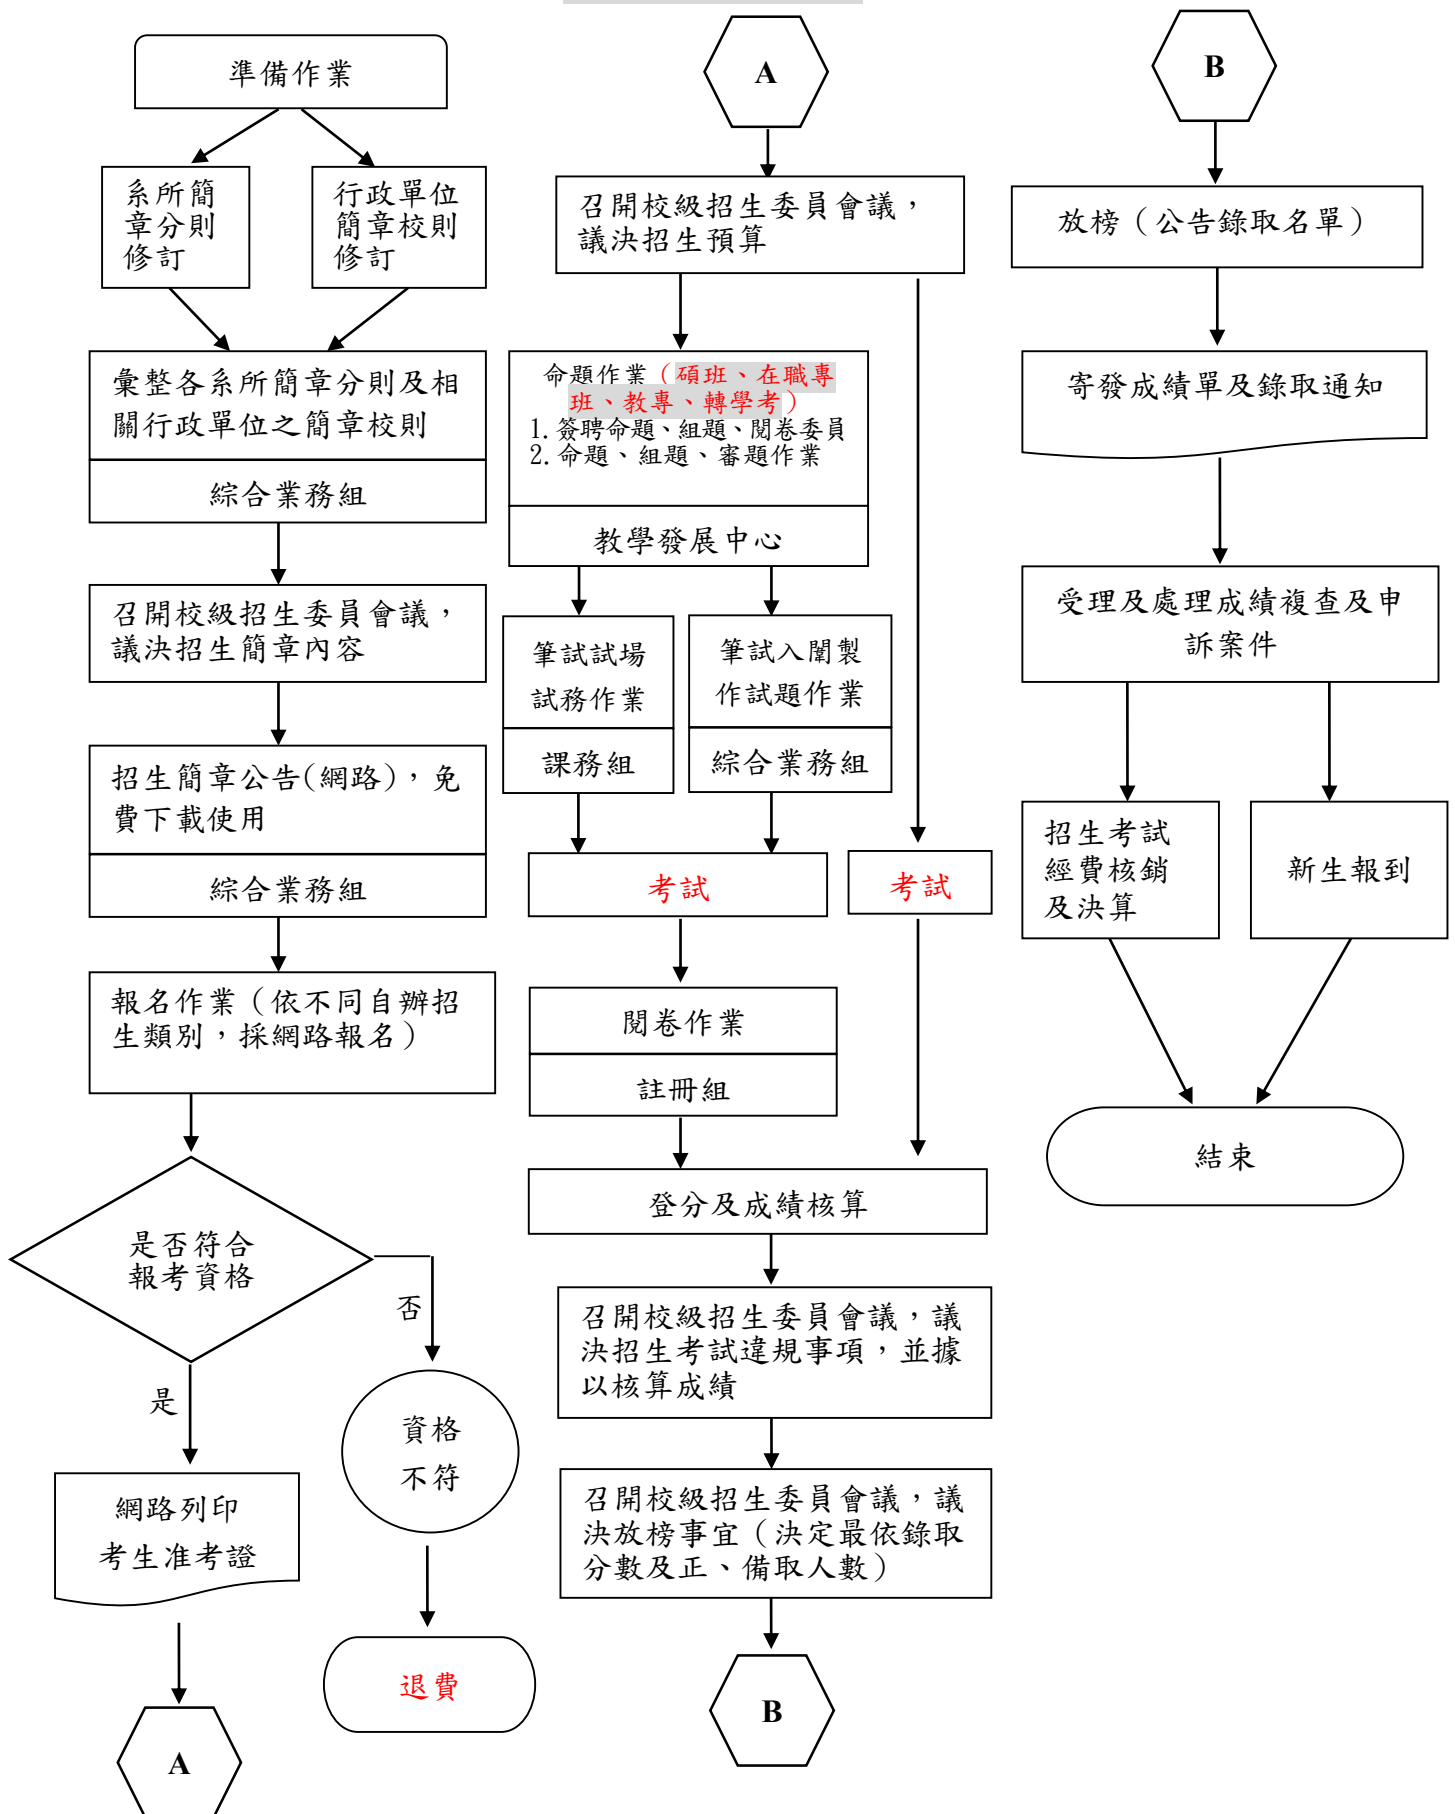 準備作業
系所簡
章分則
修訂
行政單位
簡章校則
修訂
彙整各系所簡章分則及相
關行政單位之簡章校則
綜合業務組
召開校級招生委員會議，
議決招生簡章內容
招生簡章公告(網路)，免
費下載使用
綜合業務組
報名作業（依不同自辦招
生類別，採網路報名）
是否符合
報考資格
否
是
資格
不符
網路列印
考生准考證
退費
A
A
召開校級招生委員會議，
議決招生預算
命題作業（碩班、在職專
班、教專、轉學考）
1.簽聘命題、組題、閱卷委員
2.命題、組題、審題作業
教學發展中心
筆試試場
試務作業
課務組
筆試入闈製
作試題作業
綜合業務組
考試
考試
閱卷作業
註冊組
登分及成績核算
召開校級招生委員會議，議
決招生考試違規事項，並據
以核算成績
召開校級招生委員會議，議
決放榜事宜（決定最依錄取
分數及正、備取人數）
B
B
放榜（公告錄取名單）
寄發成績單及錄取通知
受理及處理成績複查及申
訴案件
招生考試
經費核銷
及決算
新生報到
結束